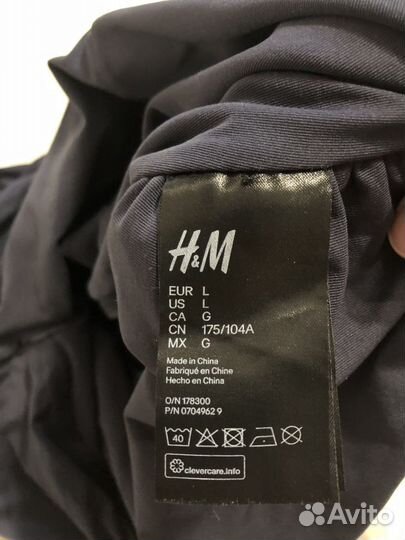 H&M
EUR L
US L
CA G
CN 175/104A
MX G
Made in China
Fabriqué en Chine
Hecho en China
O/N 178300
P/N 0704962 9
40
clevercare.info
Avito